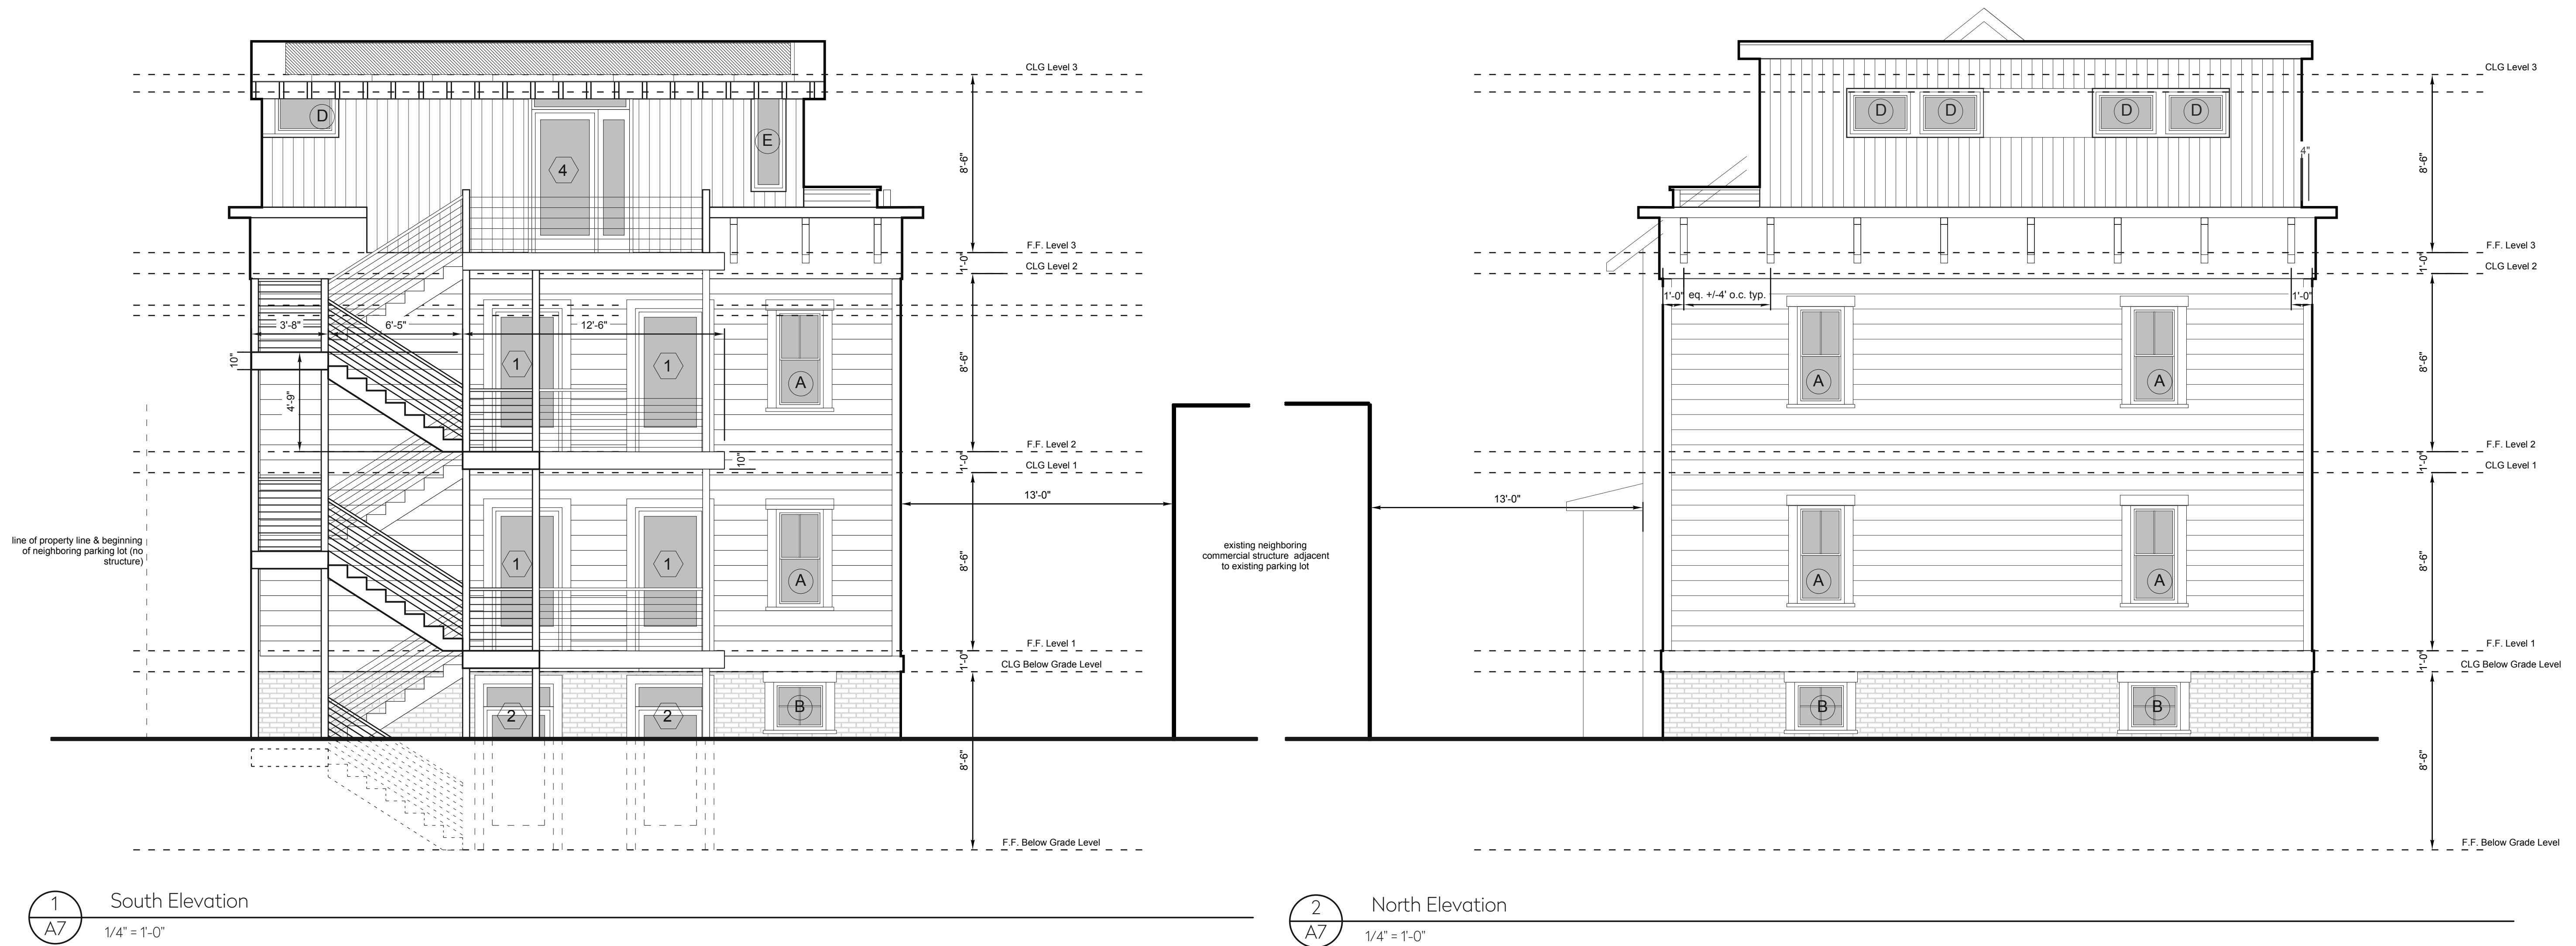 CLG Level 3
D
E
4
8'-6"
F.F. Level 3
1'-0"
CLG Level 2
3'-8"
6'-5"
12'-6"
10"
4'-9"
1
1
A
8'-6"
F.F. Level 2
10"
1'-0"
CLG Level 1
13'-0"
line of property line & beginning
of neighboring parking lot (no
structure)
1
1
A
8'-6"
F.F. Level 1
1'-0"
CLG Below Grade Level
2
2
B
8'-6"
F.F. Below Grade Level
existing neighboring
commercial structure adjacent
to existing parking lot
1
A7
South Elevation
1/4" = 1'-0"
CLG Level 3
D
D
D
D
4"
8'-6"
F.F. Level 3
1'-0"
CLG Level 2
1'-0"
eq. +/-4' o.c. typ.
1'-0"
A
A
8'-6"
F.F. Level 2
1'-0"
CLG Level 1
13'-0"
A
A
8'-6"
F.F. Level 1
1'-0"
CLG Below Grade Level
B
B
8'-6"
F.F. Below Grade Level
2
A7
North Elevation
1/4" = 1'-0"